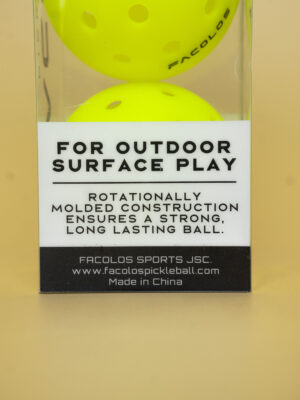 FACOLOS
FOR OUTDOOR
SURFACE PLAY
ROTATIONALLY
MOLDED CONSTRUCTION
ENSURES A STRONG,
LONG LASTING BALL.
FACOLOS SPORTS JSC.
www.facolospickleball.com
Made in China